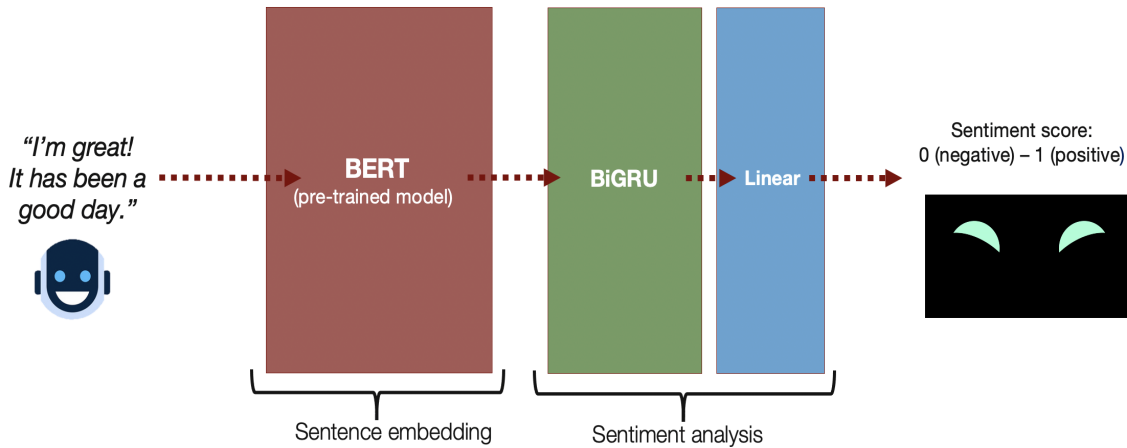 “I’m great!
It has been a
good day.”
BERT
(pre-trained model)
BiGRU
Linear
Sentiment score:
0 (negative) – 1 (positive)
Sentence embedding
Sentiment analysis